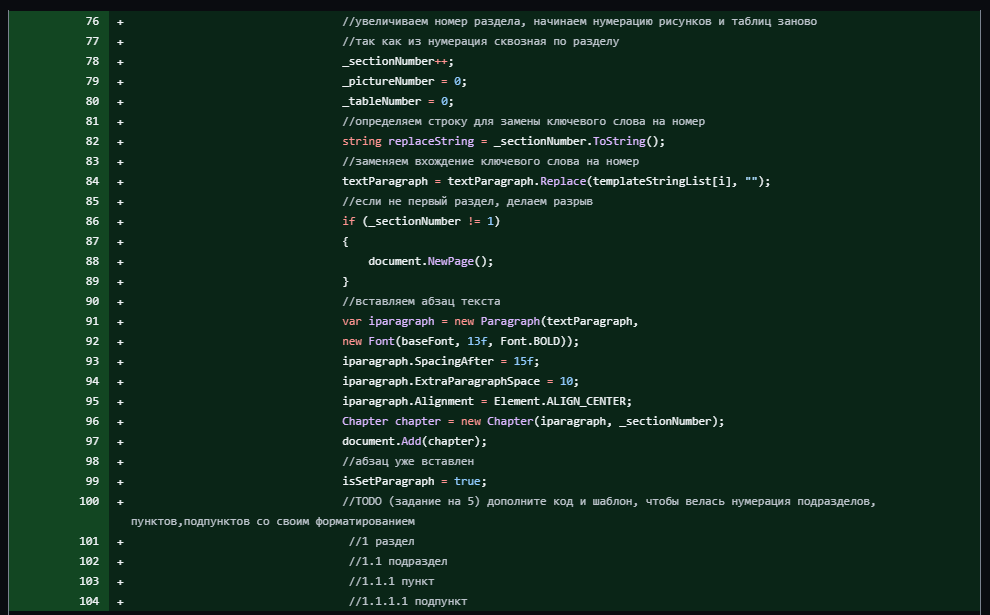 76 + //увеличиваем номер раздела, начинаем нумерацию рисунков и таблиц заново
77 + //так как из нумерация сквозная по разделу
78 + _sectionNumber++;
79 + _pictureNumber = 0;
80 + _tableNumber = 0;
81 + //определяем строку для замены ключевого слова на номер
82 + string replaceString = _sectionNumber.ToString();
83 + //заменяем вхождение ключевого слова на номер
84 + textParagraph = textParagraph.Replace(templateStringList[i], "");
85 + //если не первый раздел, делаем разрыв
86 + if (_sectionNumber != 1)
87 + {
88 + document.NewPage();
89 + }
90 + //вставляем абзац текста
91 + var iparagraph = new Paragraph(textParagraph,
92 + new Font(baseFont, 13f, Font.BOLD));
93 + iparagraph.SpacingAfter = 15f;
94 + iparagraph.ExtraParagraphSpace = 10;
95 + iparagraph.Alignment = Element.ALIGN_CENTER;
96 + Chapter chapter = new Chapter(iparagraph, _sectionNumber);
97 + document.Add(chapter);
98 + //абзац уже вставлен
99 + isSetParagraph = true;
100 + //TODO (задание на 5) дополните код и шаблон, чтобы велась нумерация подразделов,
пунктов,подпунктов со своим форматированием
101 + //1 раздел
102 + //1.1 подраздел
103 + //1.1.1 пункт
104 + //1.1.1.1 подпункт